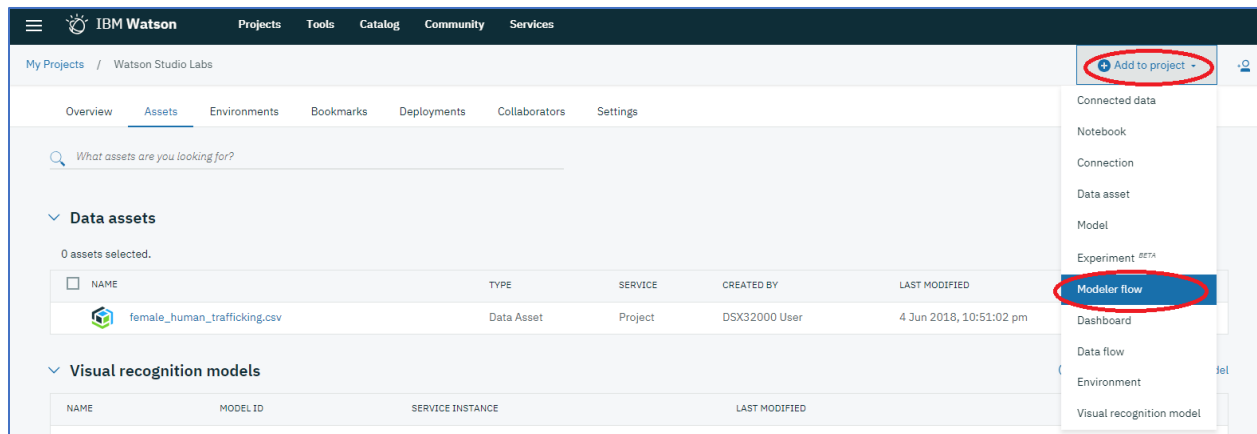 IBM Watson Projects Tools Catalog Community Services
My Projects / Watson Studio Labs Add to project
Overview Assets Environments Bookmarks Deployments Collaborators Settings
What assets are you looking for?
Data assets
0 assets selected.
NAME TYPE SERVICE CREATED BY LAST MODIFIED
female_human_trafficking.csv Data Asset Project DSX32000 User 4 Jun 2018, 10:51:02 pm
Visual recognition models
NAME MODEL ID SERVICE INSTANCE LAST MODIFIED
Connected data
Notebook
Connection
Data asset
Model
Experiment BETA
Modeler flow
Dashboard
Data flow
Environment
Visual recognition model